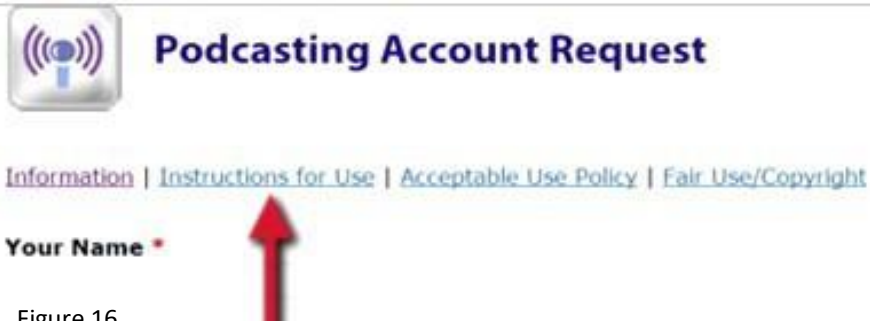 Podcasting Account Request
Information | Instructions for Use | Acceptable Use Policy | Fair Use/Copyright
Your Name *
Figure 16